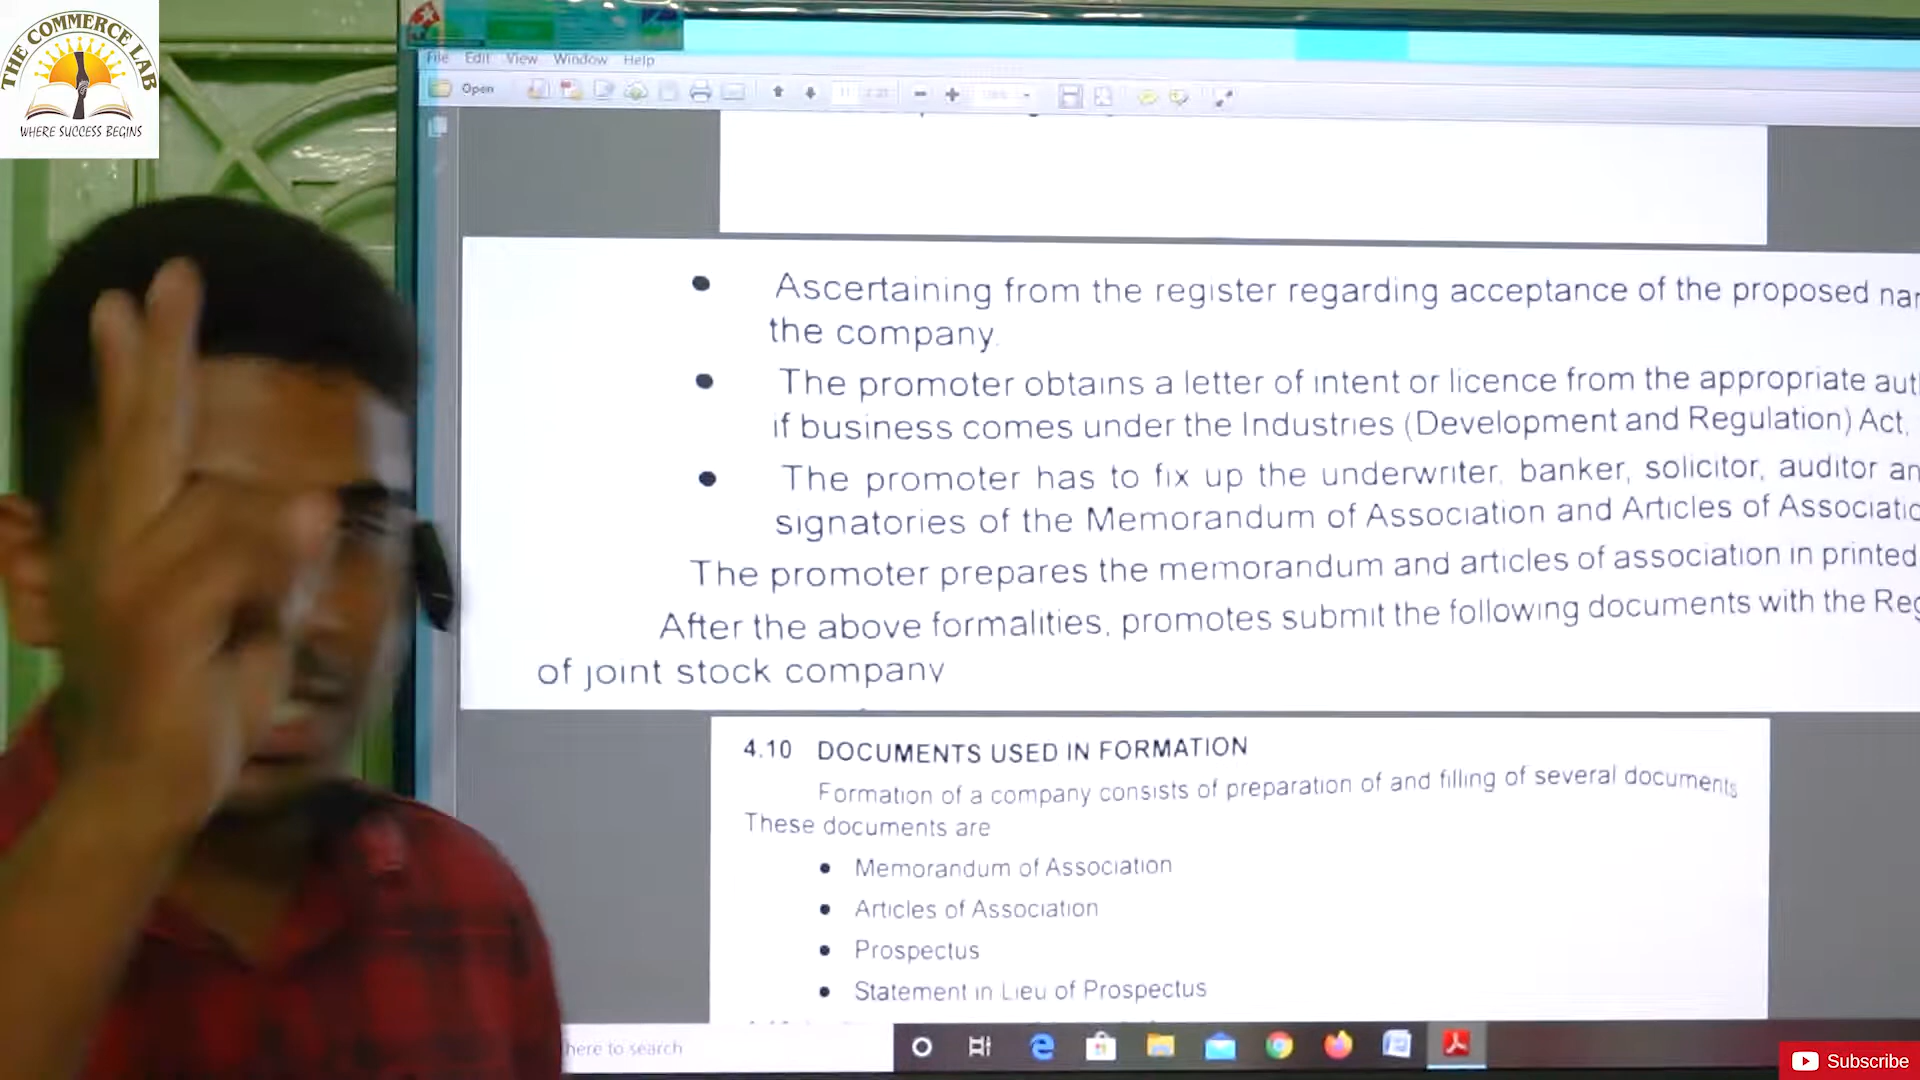 THE COMMERCE LAB
WHERE SUCCESS BEGINS
File Edit View Window Help
Open
Ascertaining from the register regarding acceptance of the proposed
the company.
The promoter obtains a letter of intent or licence from the appropriate
if business comes under the Industries (Development and Regulation) Act,
The promoter has to fix up the underwriter, banker, solicitor, auditor
signatories of the Memorandum of Association and Articles of
The promoter prepares the memorandum and articles of association in printed
After the above formalities, promotes submit the following documents with the
of joint stock company
4.10 DOCUMENTS USED IN FORMATION
Formation of a company consists of preparation of and filling of several documents
These documents are
Memorandum of Association
Articles of Association
Prospectus
Statement in Lieu of Prospectus
here to search
Subscribe